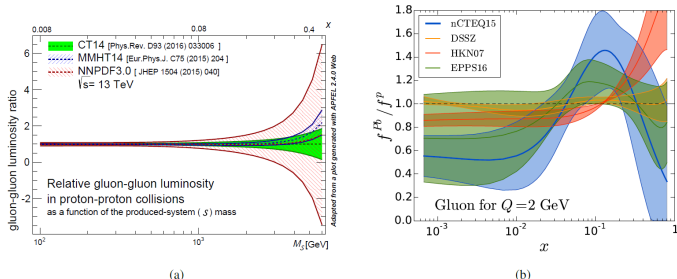 0.008 0.08 0.5 x
CT14 [Phys.Rev. D93 (2016) 033006 ]
MMHT14 [Eur.Phys.J. C75 (2015) 204 ]
NNPDF3.0 [ JHEP 1504 (2015) 040]
√s= 13 TeV
gluon-gluon luminosity ratio
6
4
2
0
-2
Relative gluon-gluon luminosity
in proton-proton collisions
as a function of the produced-system (s) mass
Adapted from a plot generated with APFEL 2.4.0 Web
10² 10³ M_S [GeV]
(a)
b)
1.8
1.6
1.4
1.2
1.0
0.8
0.6
0.4
0.2
0.0
f^Pb / f^p
nCTEQ15
DSSZ
HKN07
EPPS16
Gluon for Q = 2 GeV
10⁻³ 10⁻² 10⁻¹
x
(b)